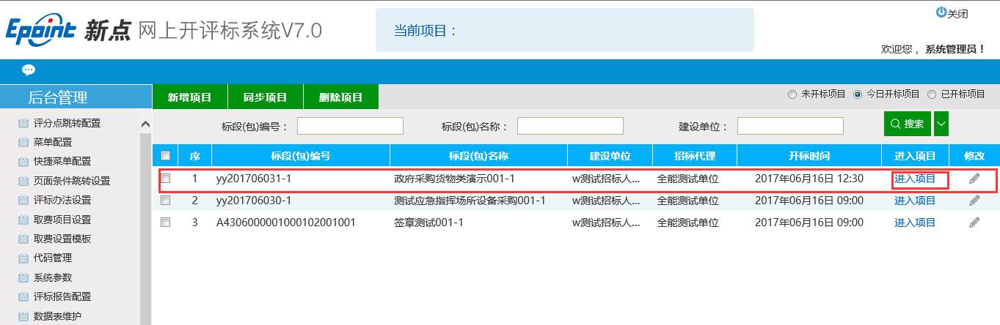 关闭
Epoint 新点 网上开评标系统V7.0
当前项目：
欢迎您，系统管理员！
后台管理
新增项目 同步项目 删除项目
未开标项目 今日开标项目 已开标项目
标段(包)编号： 标段(包)名称： 建设单位： 搜索
序 标段(包)编号 标段(包)名称 建设单位 招标代理 开标时间 进入项目 修改
1 yy201706031-1 政府采购货物类演示001-1 w测试招标人... 全能测试单位 2017年06月16日 12:30 进入项目
2 yy201706030-1 测试应急指挥场所设备采购001-1 w测试招标人... 全能测试单位 2017年06月16日 09:00 进入项目
3 A4306000001000102001001 签章测试001-1 w测试招标人... 全能测试单位 2017年06月16日 09:00 进入项目
评分点跳转配置
菜单配置
快捷菜单配置
页面条件跳转设置
评标办法设置
取费项目设置
取费设置模板
代码管理
系统参数
评标报告配置
数据表维护